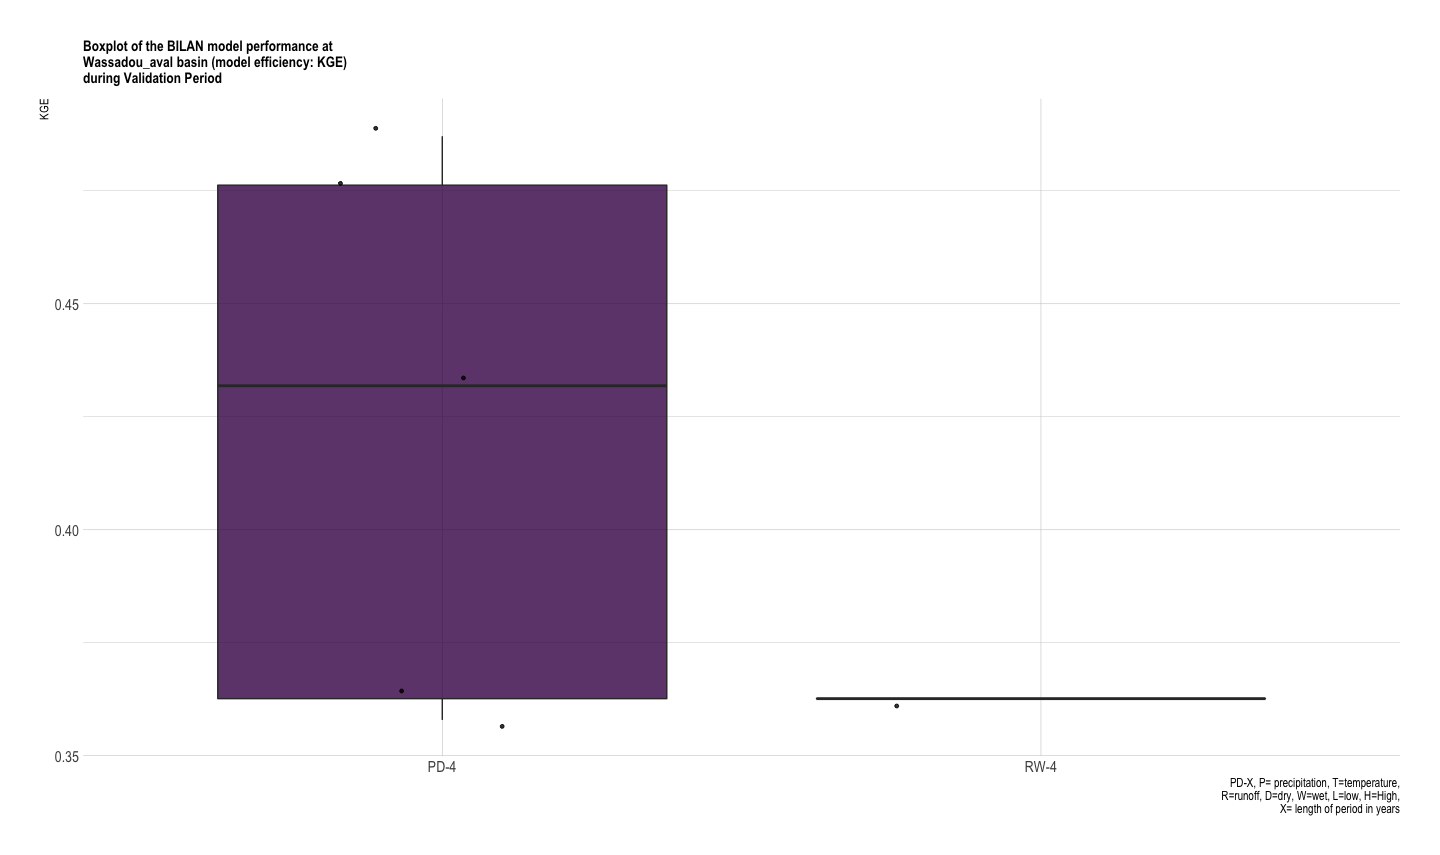 Boxplot of the BILAN model performance at
Wassadou_aval basin (model efficiency: KGE)
during Validation Period
KGE
0.45
0.40
0.35
PD-4
RW-4
PD-X, P= precipitation, T=temperature,
R=runoff, D=dry, W=wet, L=low, H=High,
X= length of period in years